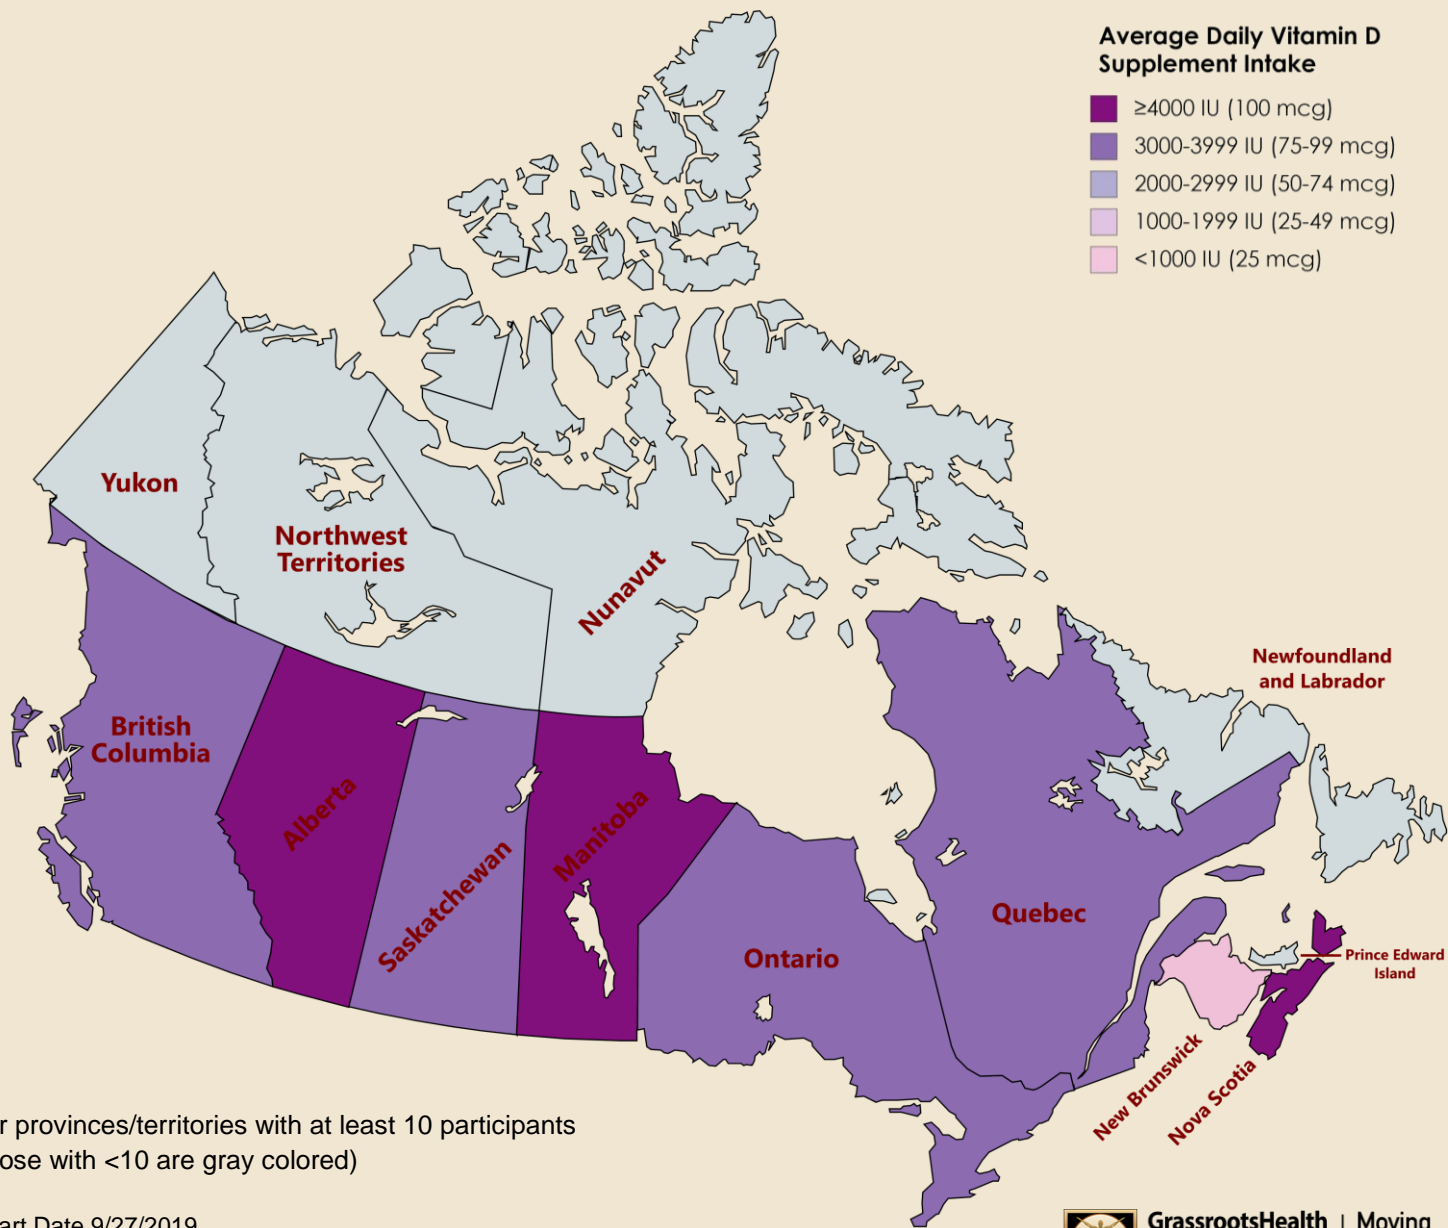 Average Daily Vitamin D
Supplement Intake
≥4000 IU (100 mcg)
3000-3999 IU (75-99 mcg)
2000-2999 IU (50-74 mcg)
1000-1999 IU (25-49 mcg)
<1000 IU (25 mcg)
Yukon
Northwest
Territories
Nunavut
Newfoundland
and Labrador
British
Columbia
Alberta
Saskatchewan
Manitoba
Ontario
Quebec
Prince Edward
Island
New Brunswick
Nova Scotia
r provinces/territories with at least 10 participants
ose with <10 are gray colored)
art Date 9/27/2019
GrassrootsHealth | Moving